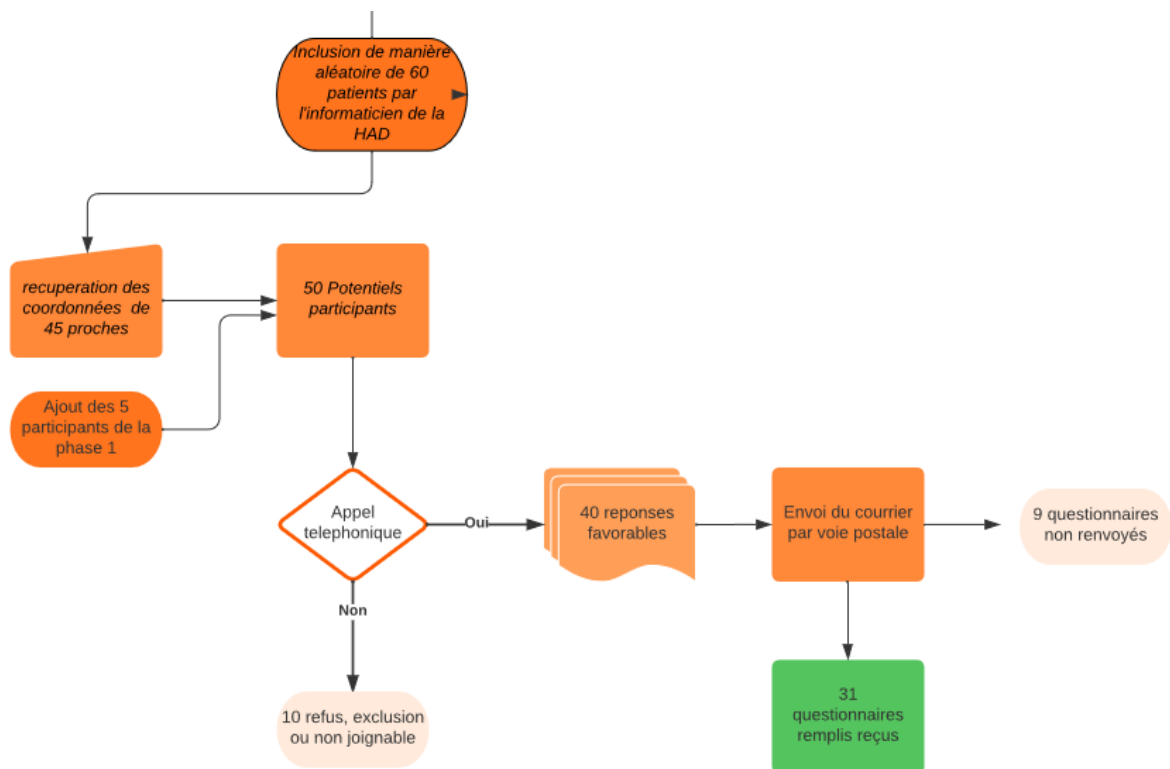 Inclusion de manière
aléatoire de 60
patients par
l'informaticien de la
HAD
recuperation des
coordonnées de
45 proches
50 Potentiels
participants
Ajout des 5
participants de la
phase 1
Appel
telephonique
Oui
40 reponses
favorables
Envoi du courrier
par voie postale
9 questionnaires
non renvoyés
Non
10 refus, exclusion
ou non joignable
31
questionnaires
remplis reçus